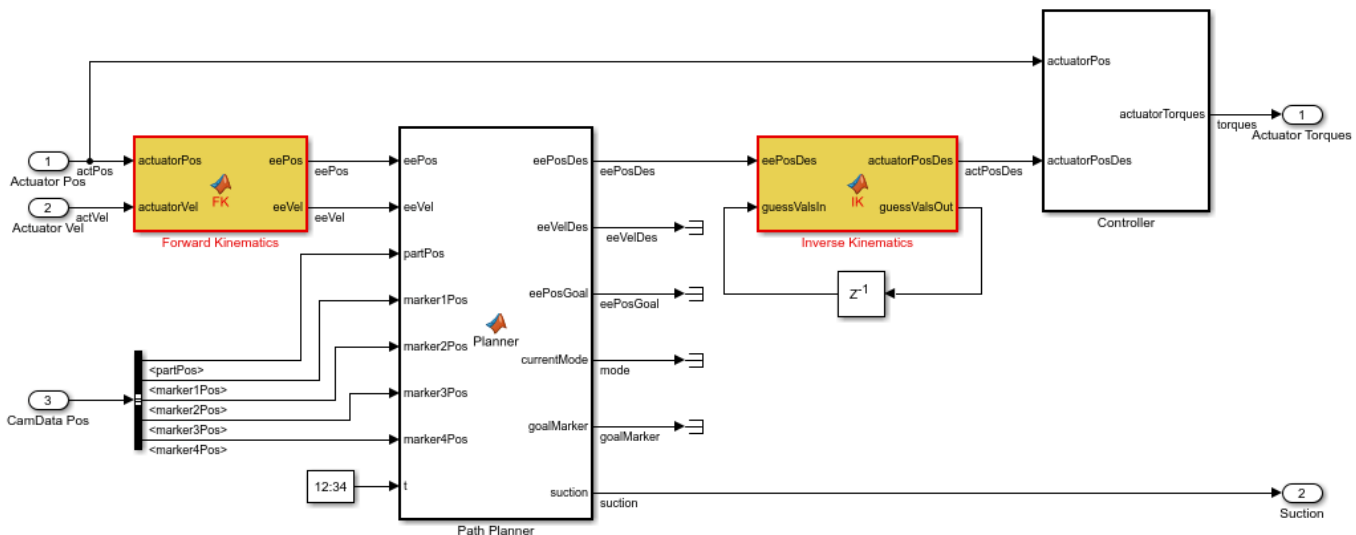 actuatorPos
actuatorTorques
torques
1
Actuator Torques
actuatorPosDes
Controller
1
Actuator Pos
actPos
2
Actuator Vel
actVel
actuatorPos
eePos
FK
actuatorVel
eeVel
Forward Kinematics
eePos
eeVel
eePos
eeVel
partPos
marker1Pos
marker2Pos
marker3Pos
marker4Pos
t
Planner
eePosDes
eeVelDes
eePosGoal
currentMode
goalMarker
suction
Path Planner
eePosDes
eeVelDes
eePosGoal
mode
goalMarker
suction
eePosDes
actuatorPosDes
IK
guessValsIn
guessValsOut
Inverse Kinematics
actPosDes
Z-1
3
CamData Pos
<partPos>
<marker1Pos>
<marker2Pos>
<marker3Pos>
<marker4Pos>
12:34
2
Suction